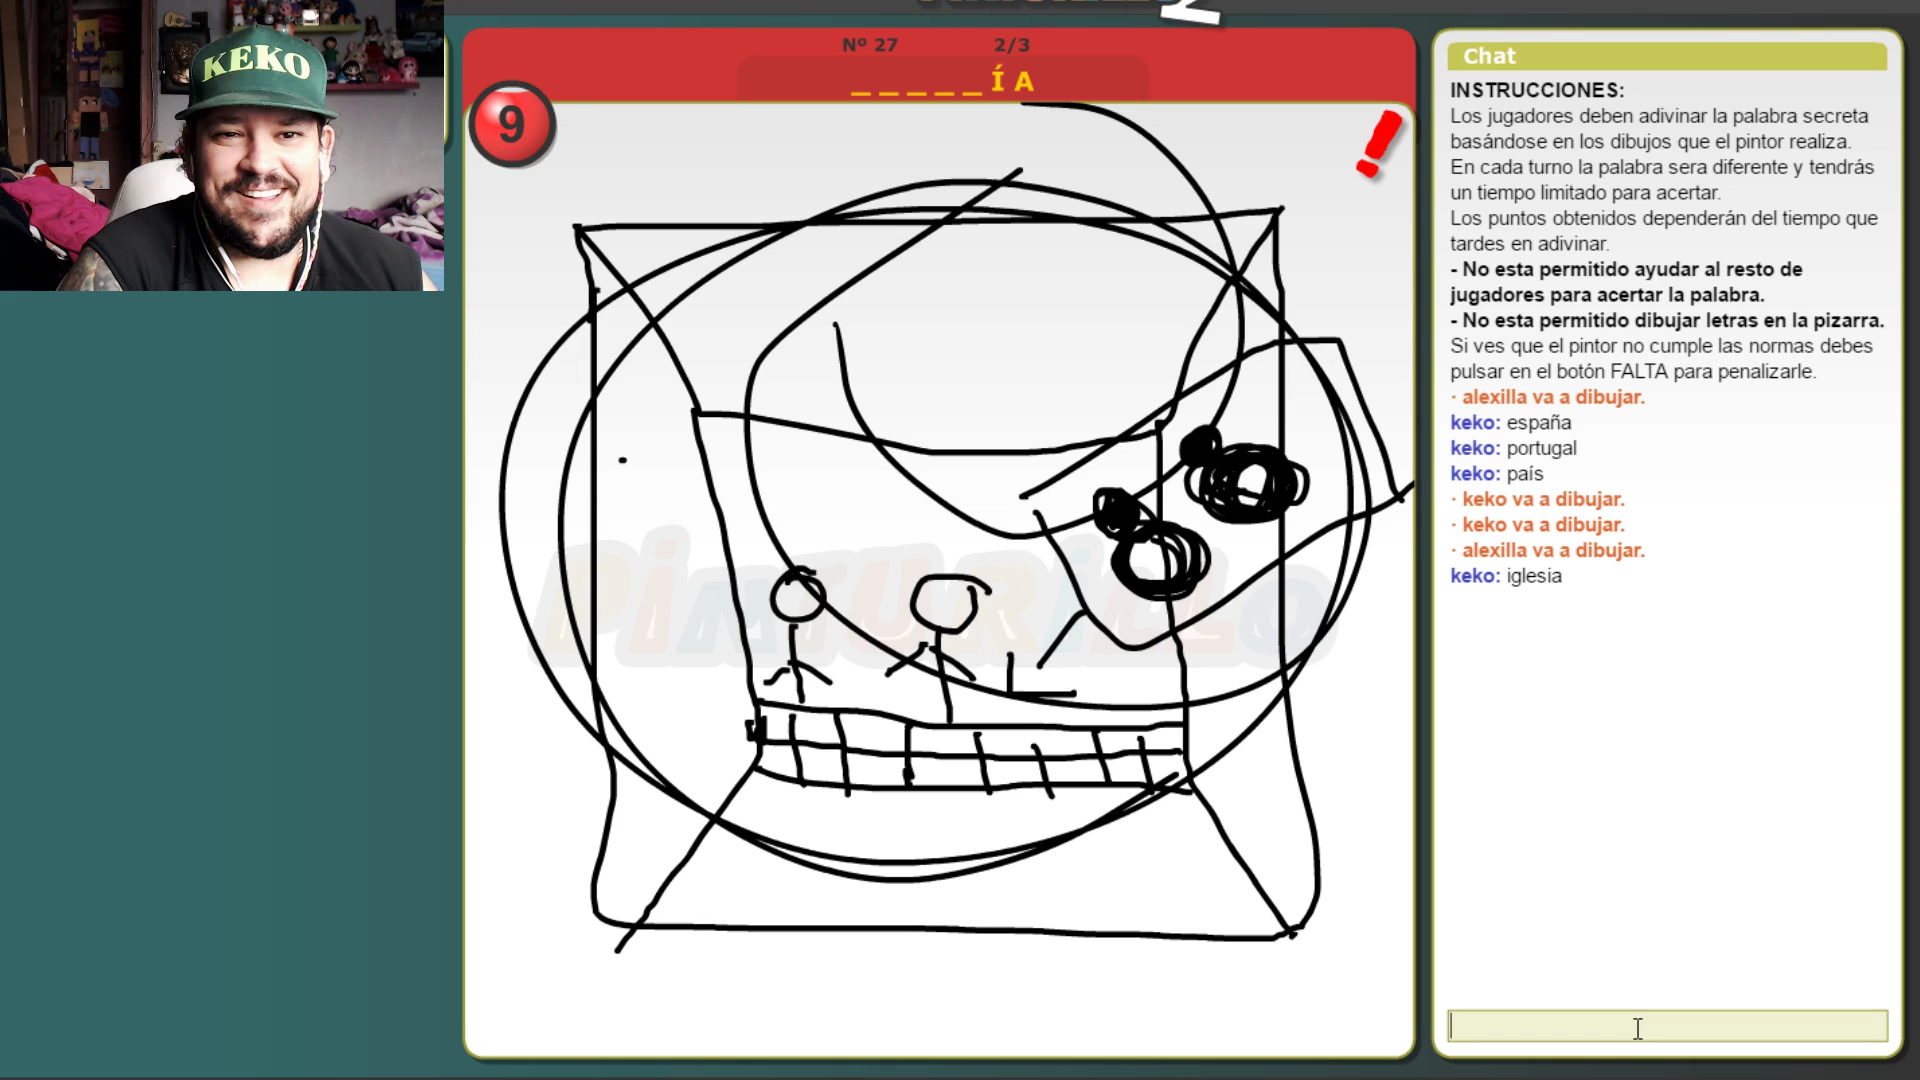 KEKO
Nº 27
2/3
_ _ _ _ _ Í A
9
!
PINTURILLO
Chat
INSTRUCCIONES:
Los jugadores deben adivinar la palabra secreta
basándose en los dibujos que el pintor realiza.
En cada turno la palabra sera diferente y tendrás
un tiempo limitado para acertar.
Los puntos obtenidos dependerán del tiempo que
tardes en adivinar.
- No esta permitido ayudar al resto de
jugadores para acertar la palabra.
- No esta permitido dibujar letras en la pizarra.
Si ves que el pintor no cumple las normas debes
pulsar en el botón FALTA para penalizarle.
· alexilla va a dibujar.
keko: españa
keko: portugal
keko: país
· keko va a dibujar.
· keko va a dibujar.
· alexilla va a dibujar.
keko: iglesia